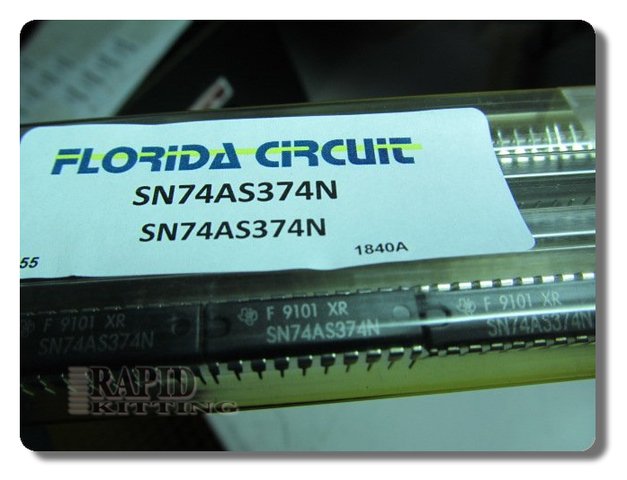 FLORIDA CIRCUIT
SN74AS374N
SN74AS374N
55
1840A
F 9101 XR
SN74AS374N
F 9101 XR
SN74AS374N
F 9101 XR
SN74AS374N
RAPID
KITTING